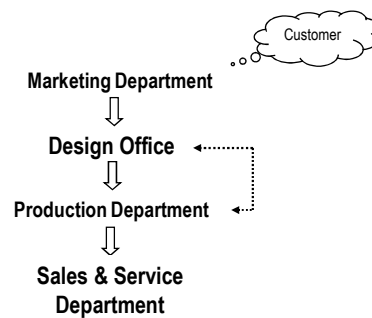 Customer
Marketing Department
Design Office
Production Department
Sales & Service
Department